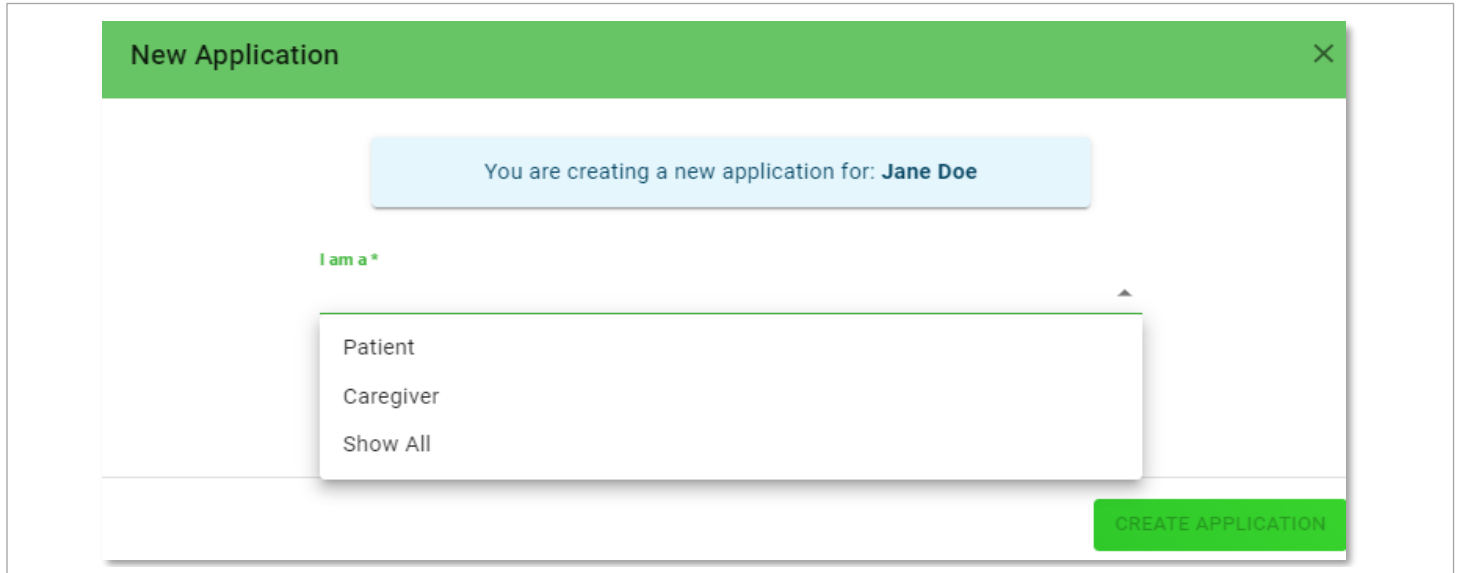 New Application
You are creating a new application for: Jane Doe
I am a *
Patient
Caregiver
Show All
CREATE APPLICATION